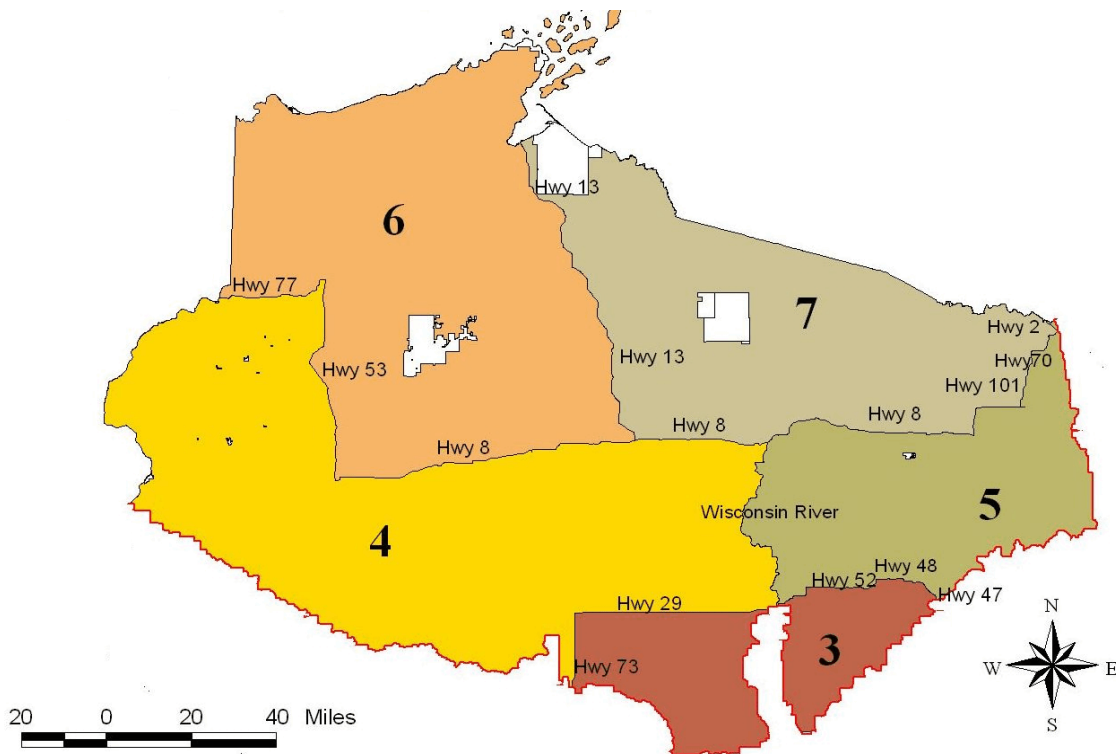 Hwy 13
6
Hwy 77
7
Hwy 2
Hwy 13
Hwy70
Hwy 53
Hwy 101
Hwy 8
Hwy 8
Hwy 8
Wisconsin River
5
4
Hwy 48
Hwy 52
Hwy 47
Hwy 29
N
3
Hwy 73
W E
S
20 0 20 40 Miles